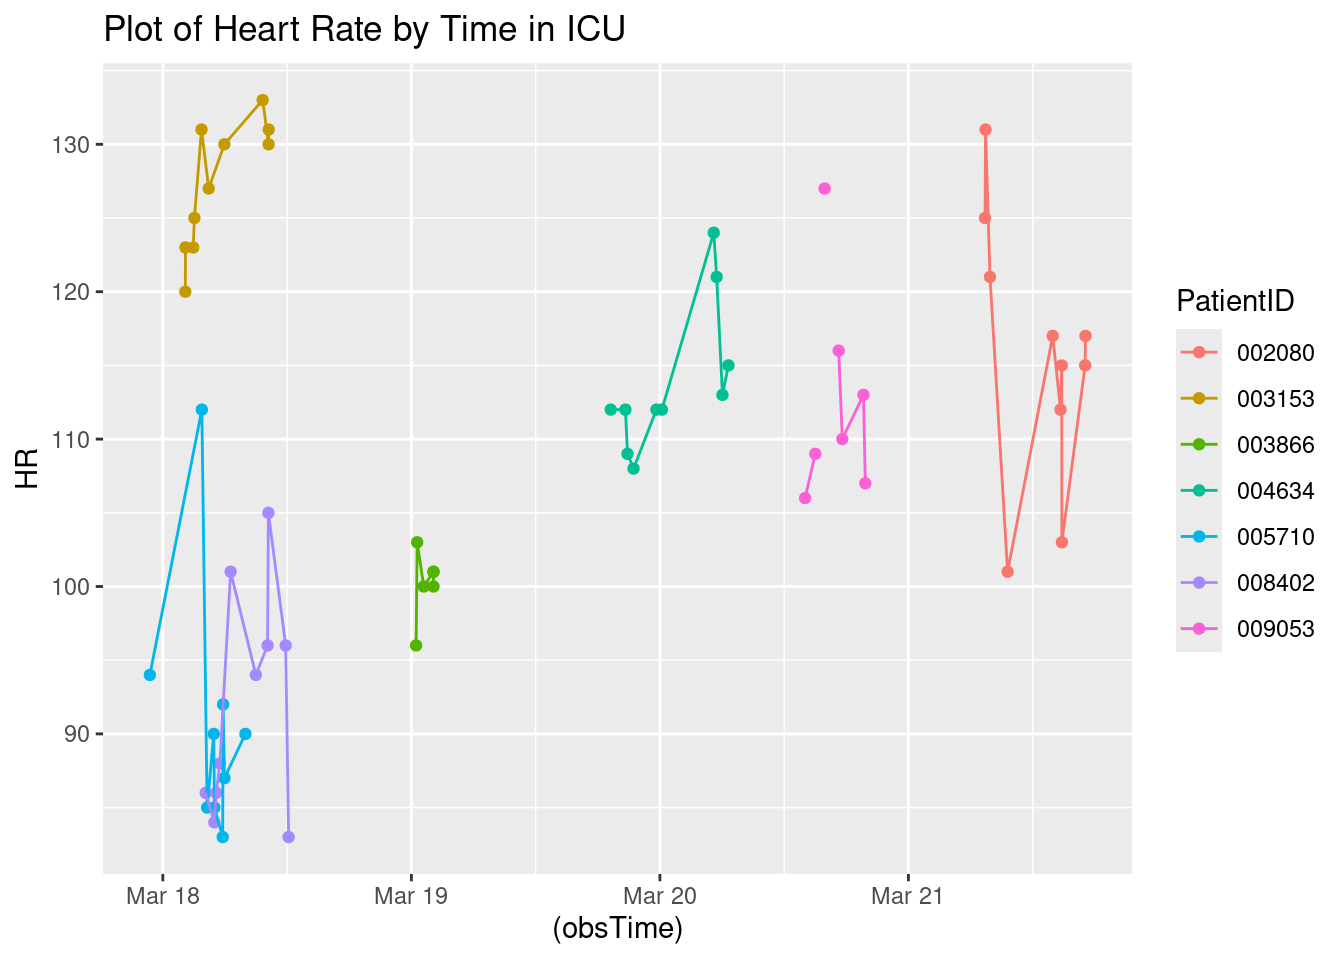 Plot of Heart Rate by Time in ICU
130
120
110
100
90
HR
Mar 18
Mar 19
Mar 20
Mar 21
(obsTime)
PatientID
002080
003153
003866
004634
005710
008402
009053